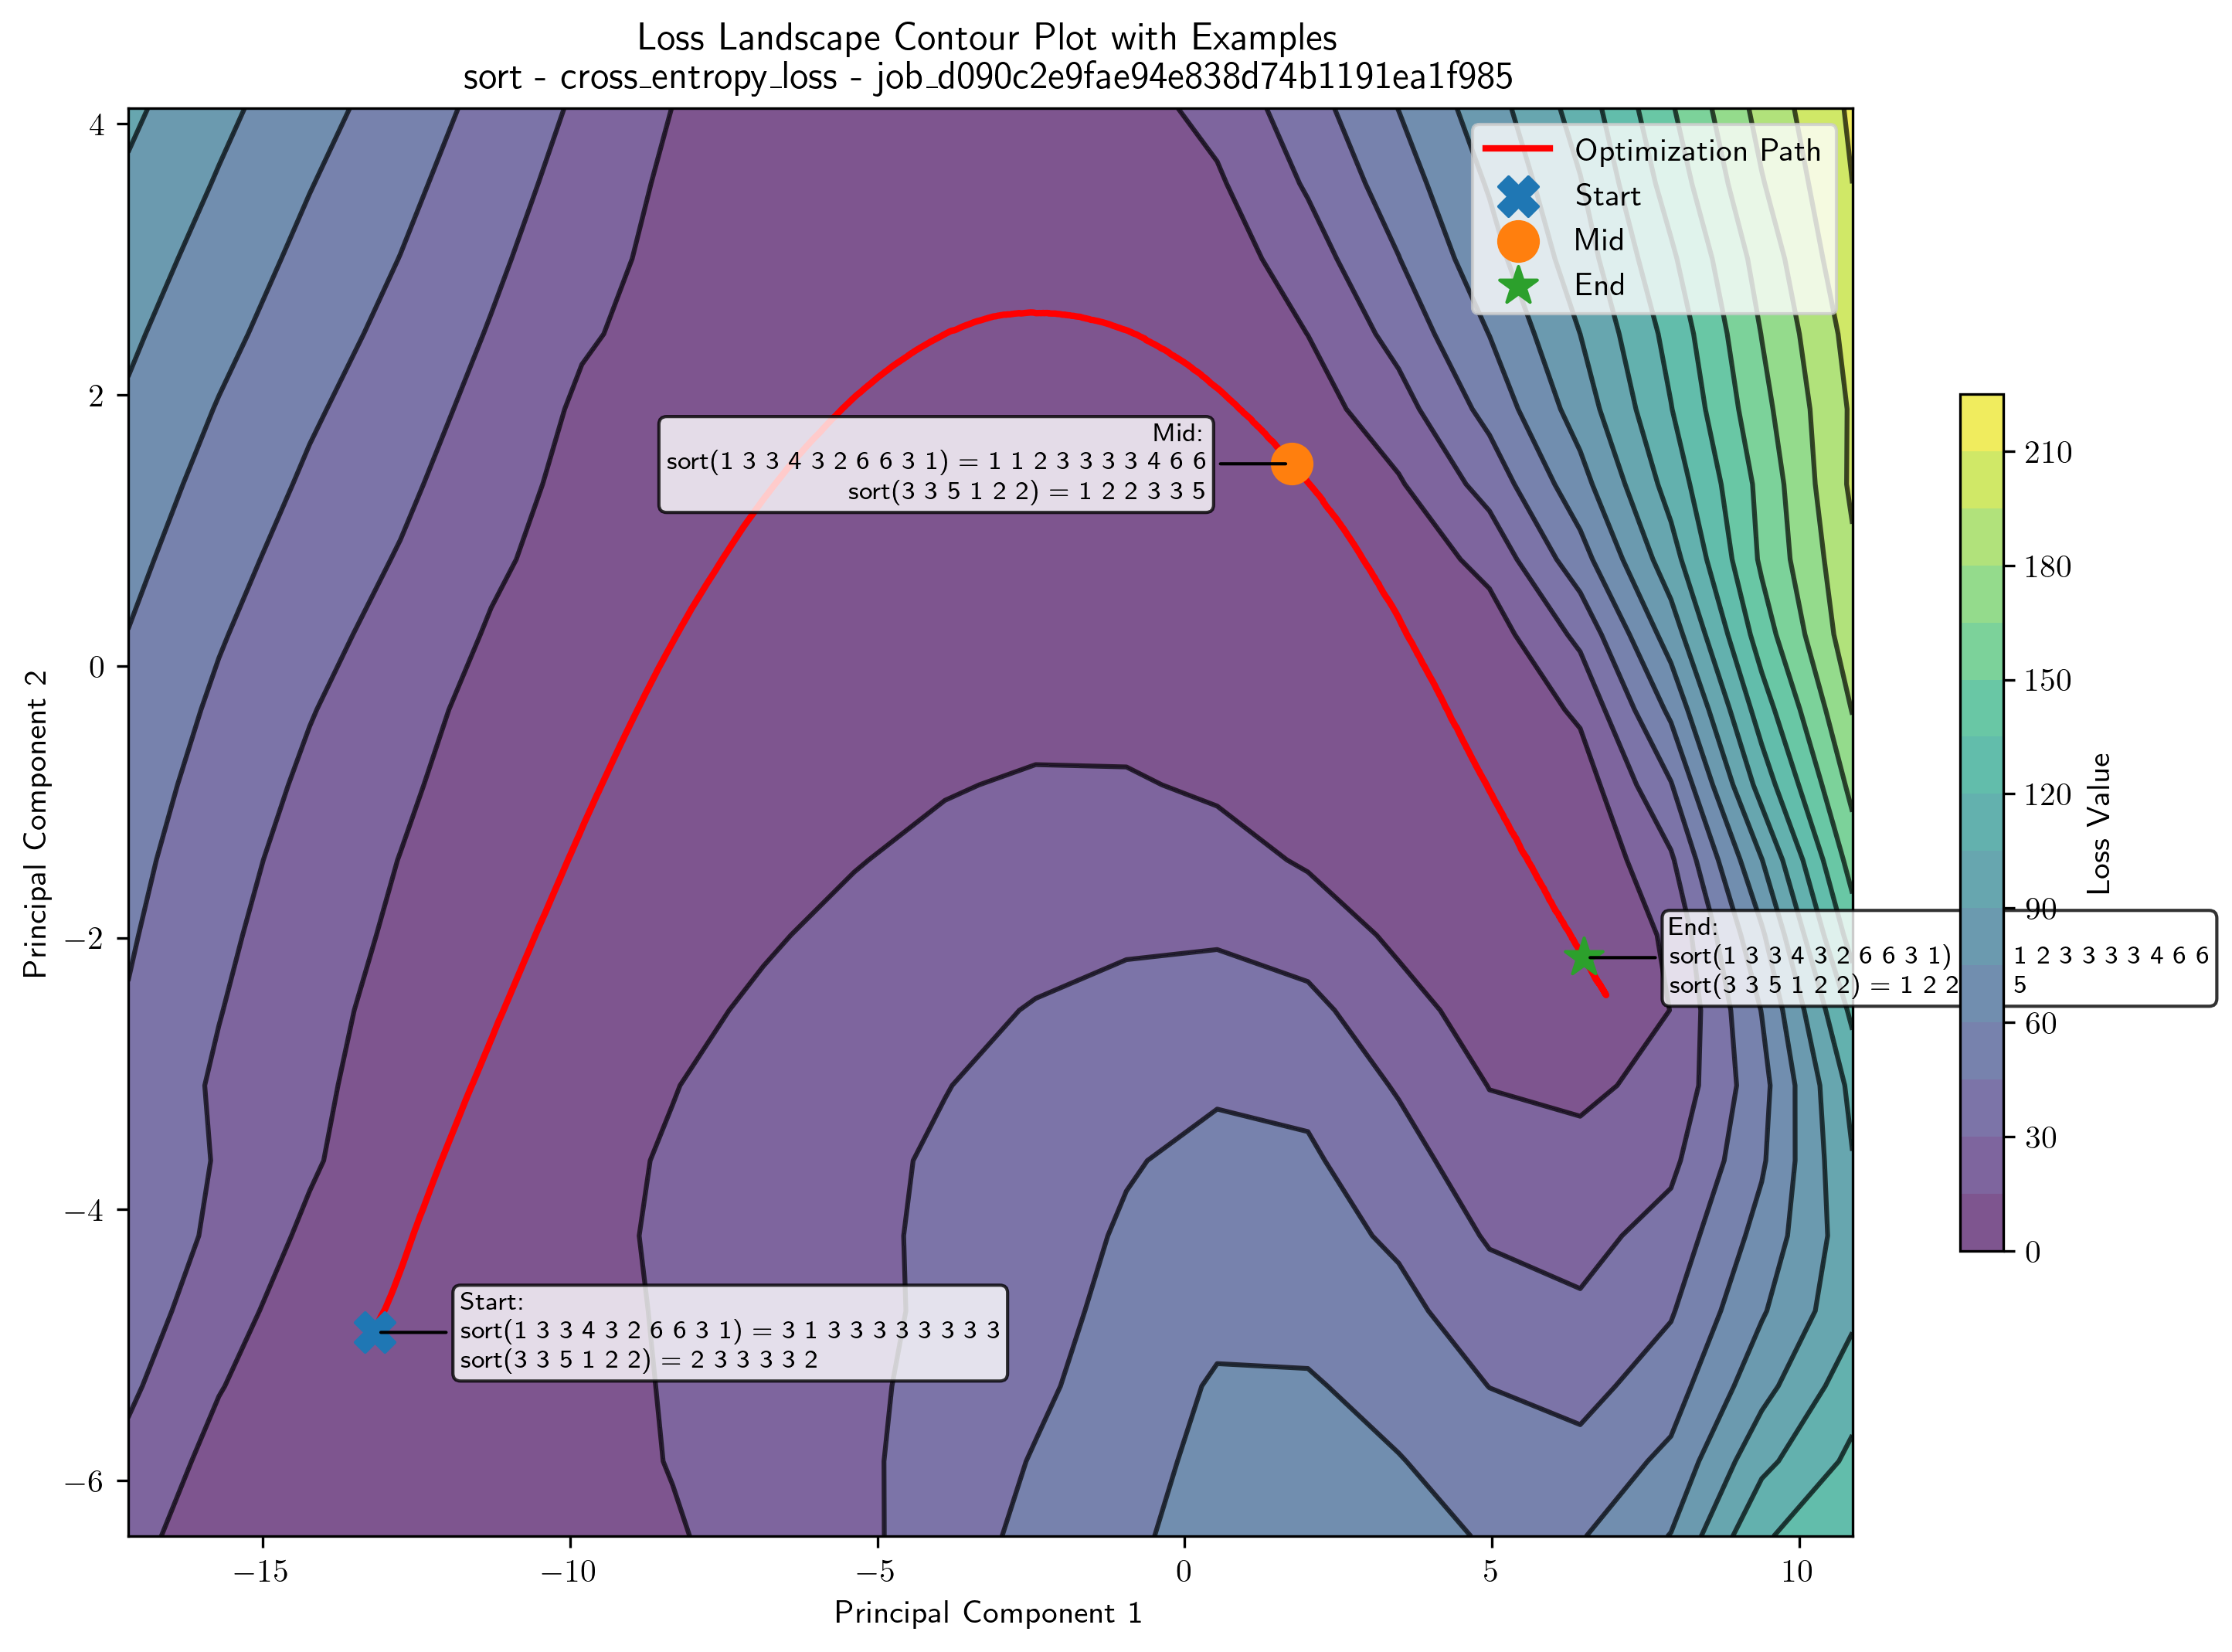 Loss Landscape Contour Plot with Examples
sort - cross_entropy_loss - job_d090c2e9fae94e838d74b1191ea1f985
Optimization Path
Start
Mid
End
4
2
0
−2
−4
−6
Principal Component 2
Mid:
sort(1 3 3 4 3 2 6 6 3 1) = 1 1 2 3 3 3 3 4 6 6
sort(3 3 5 1 2 2) = 1 2 2 3 3 5
End:
sort(1 3 3 4 3 2 6 6 3 1) 1 2 3 3 3 3 4 6 6
sort(3 3 5 1 2 2) = 1 2 2 5
Start:
sort(1 3 3 4 3 2 6 6 3 1) = 3 1 3 3 3 3 3 3 3 3
sort(3 3 5 1 2 2) = 2 3 3 3 3 2
−15
−10
−5
0
5
10
Principal Component 1
210
180
150
120
90
60
30
0
Loss Value